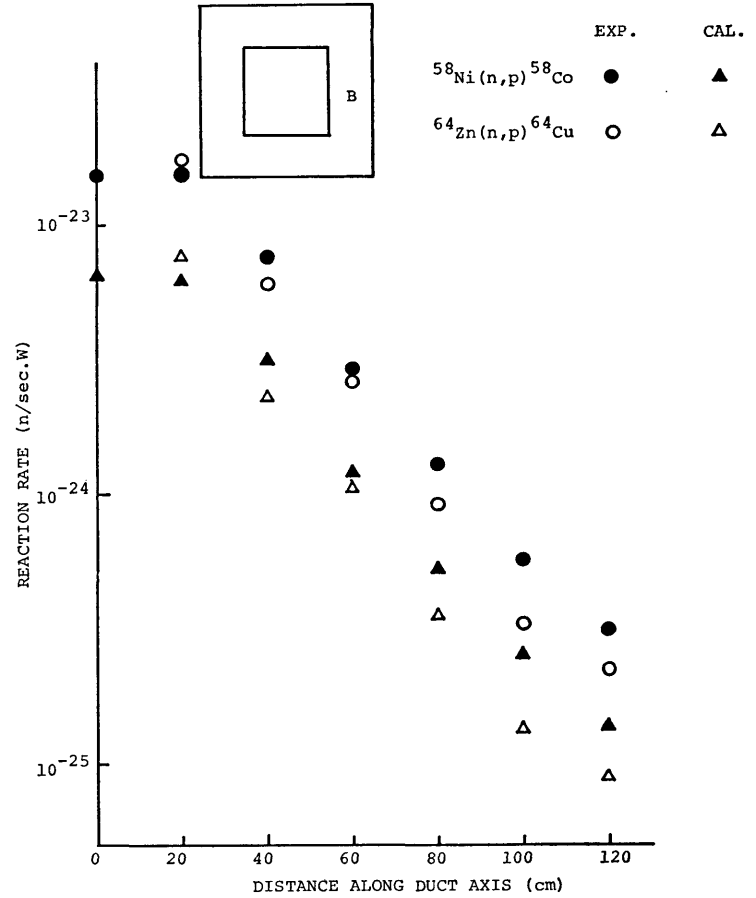 EXP. CAL.
⁵⁸Ni(n,p)⁵⁸Co
B
⁶⁴Zn(n,p)⁶⁴Cu
10⁻²³
REACTION RATE (n/sec.W)
10⁻²⁴
10⁻²⁵
0 20 40 60 80 100 120
DISTANCE ALONG DUCT AXIS (cm)